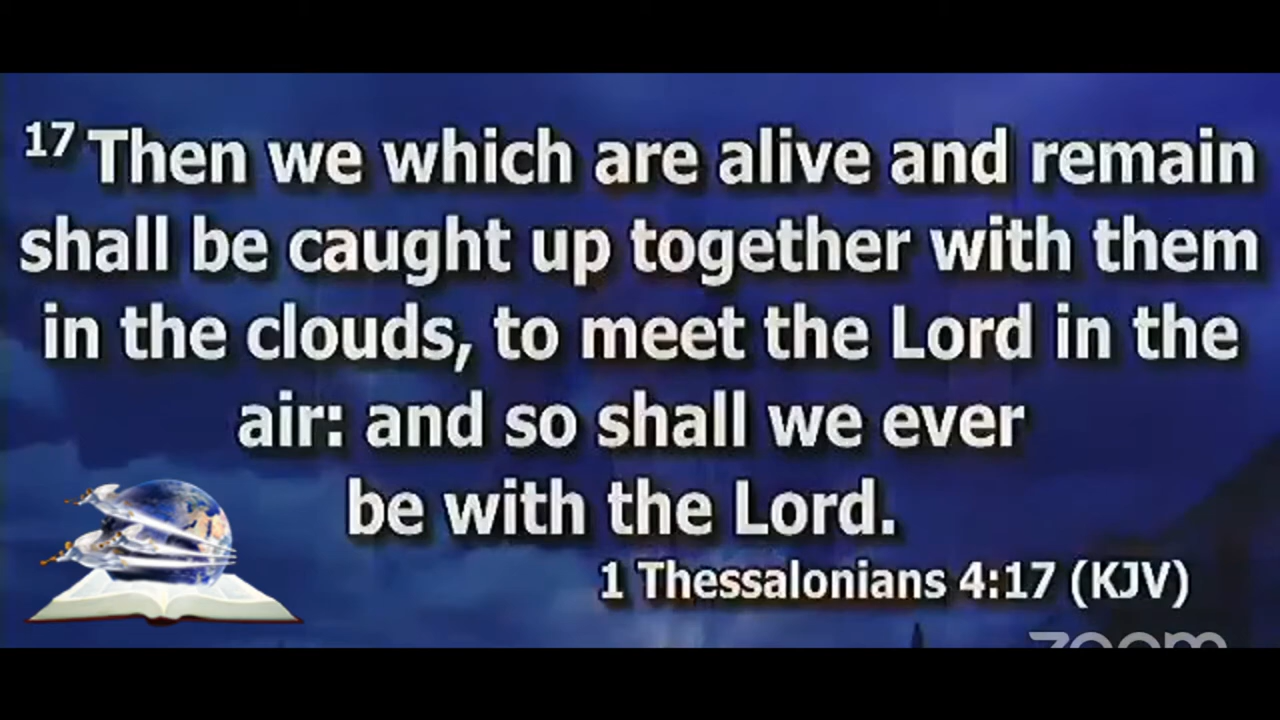 17 Then we which are alive and remain
shall be caught up together with them
in the clouds, to meet the Lord in the
air: and so shall we ever
be with the Lord.
1 Thessalonians 4:17 (KJV)
zoom